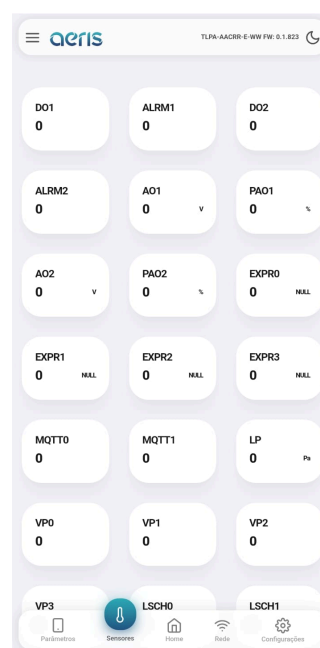 aeris TLPA-AACRR-E-WW FW: 0.1.823
DO1 ALRM1 DO2
0 0 0
ALRM2 AO1 PAO1
0 0 V 0 %
AO2 PAO2 EXPR0
0 V 0 % 0 NULL
EXPR1 EXPR2 EXPR3
0 NULL 0 NULL 0 NULL
MQTT0 MQTT1 LP
0 0 0 Pa
VP0 VP1 VP2
0 0 0
VP3 LSCH0 LSCH1
Parâmetros Sensores Home Rede Configurações